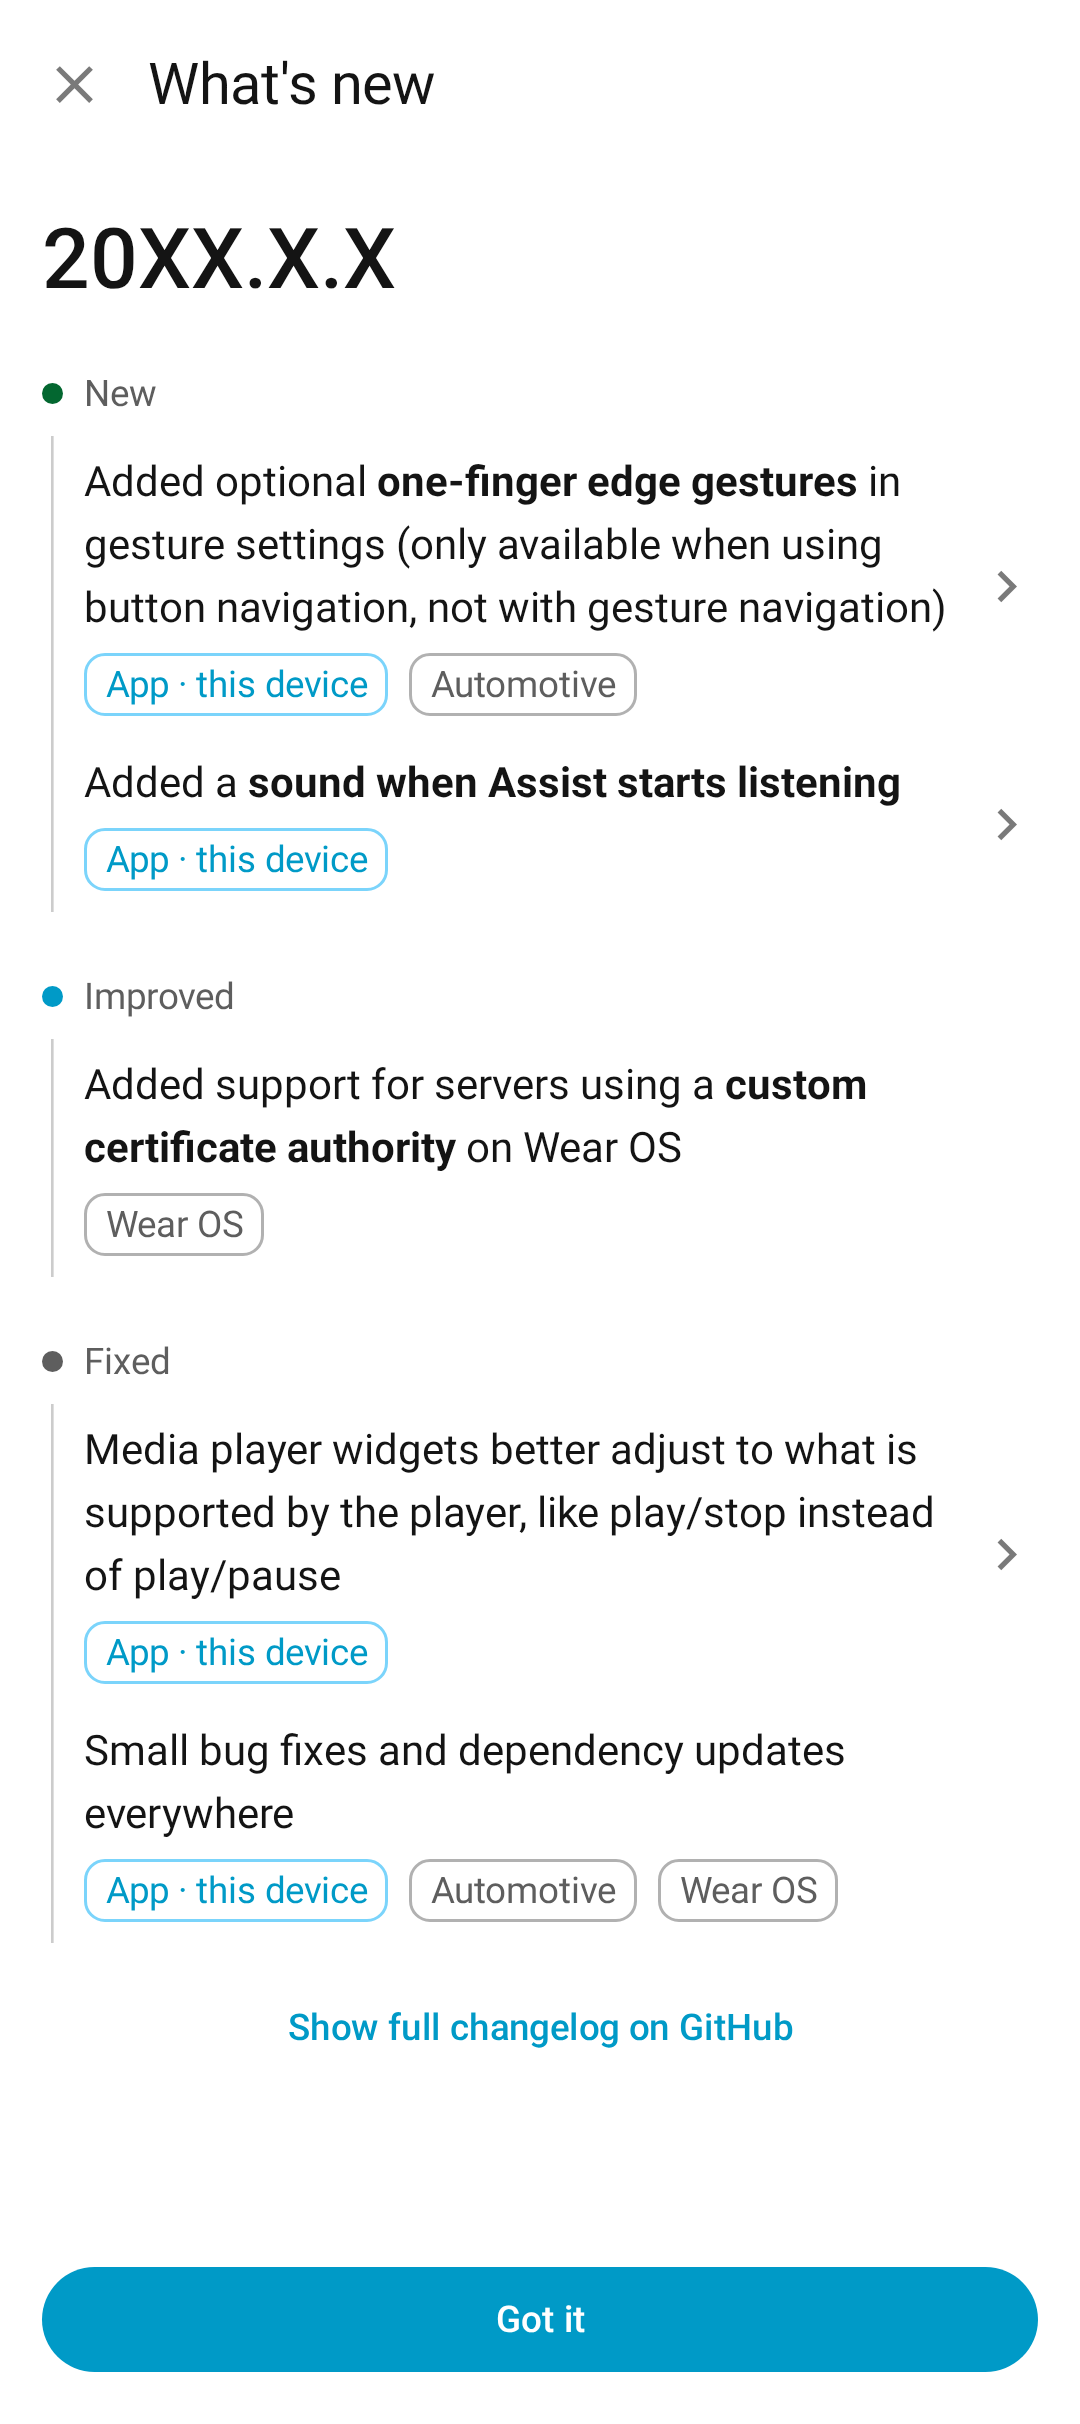 What's new
20XX.X.X
New
Added optional one-finger edge gestures in
gesture settings (only available when using
button navigation, not with gesture navigation)
App · this device
Automotive
Added a sound when Assist starts listening
App · this device
Improved
Added support for servers using a custom
certificate authority on Wear OS
Wear OS
Fixed
Media player widgets better adjust to what is
supported by the player, like play/stop instead
of play/pause
App · this device
Small bug fixes and dependency updates
everywhere
App · this device
Automotive
Wear OS
Show full changelog on GitHub
Got it